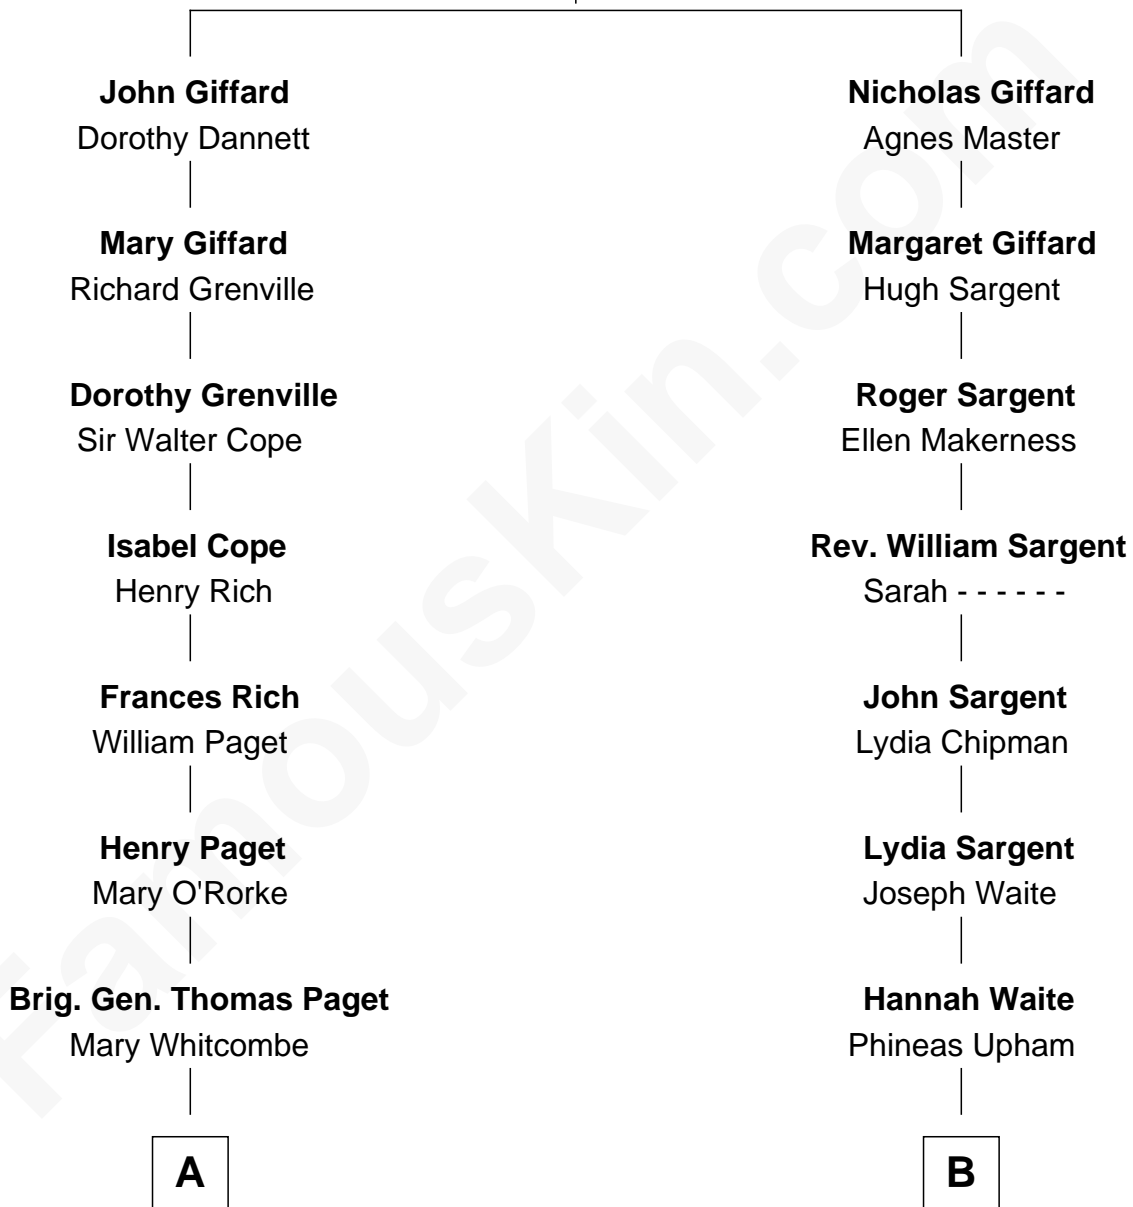 John Giffard
Dorothy Dannett
Mary Giffard
Richard Grenville
Dorothy Grenville
Sir Walter Cope
Isabel Cope
Henry Rich
Frances Rich
William Paget
Henry Paget
Mary O'Rorke
Brig. Gen. Thomas Paget
Mary Whitcombe
A
Nicholas Giffard
Agnes Master
Margaret Giffard
Hugh Sargent
Roger Sargent
Ellen Makerness
Rev. William Sargent
Sarah - - - - - -
John Sargent
Lydia Chipman
Lydia Sargent
Joseph Waite
Hannah Waite
Phineas Upham
B
FamousKin.com